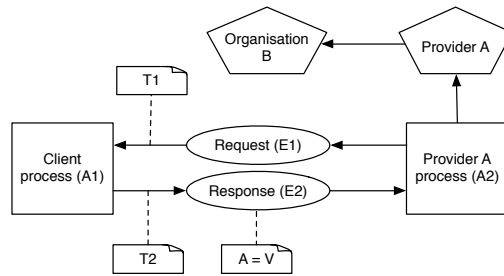 Organisation
B
Provider A
T1
Client
process (A1)
Request (E1)
Response (E2)
Provider A
process (A2)
T2
A = V